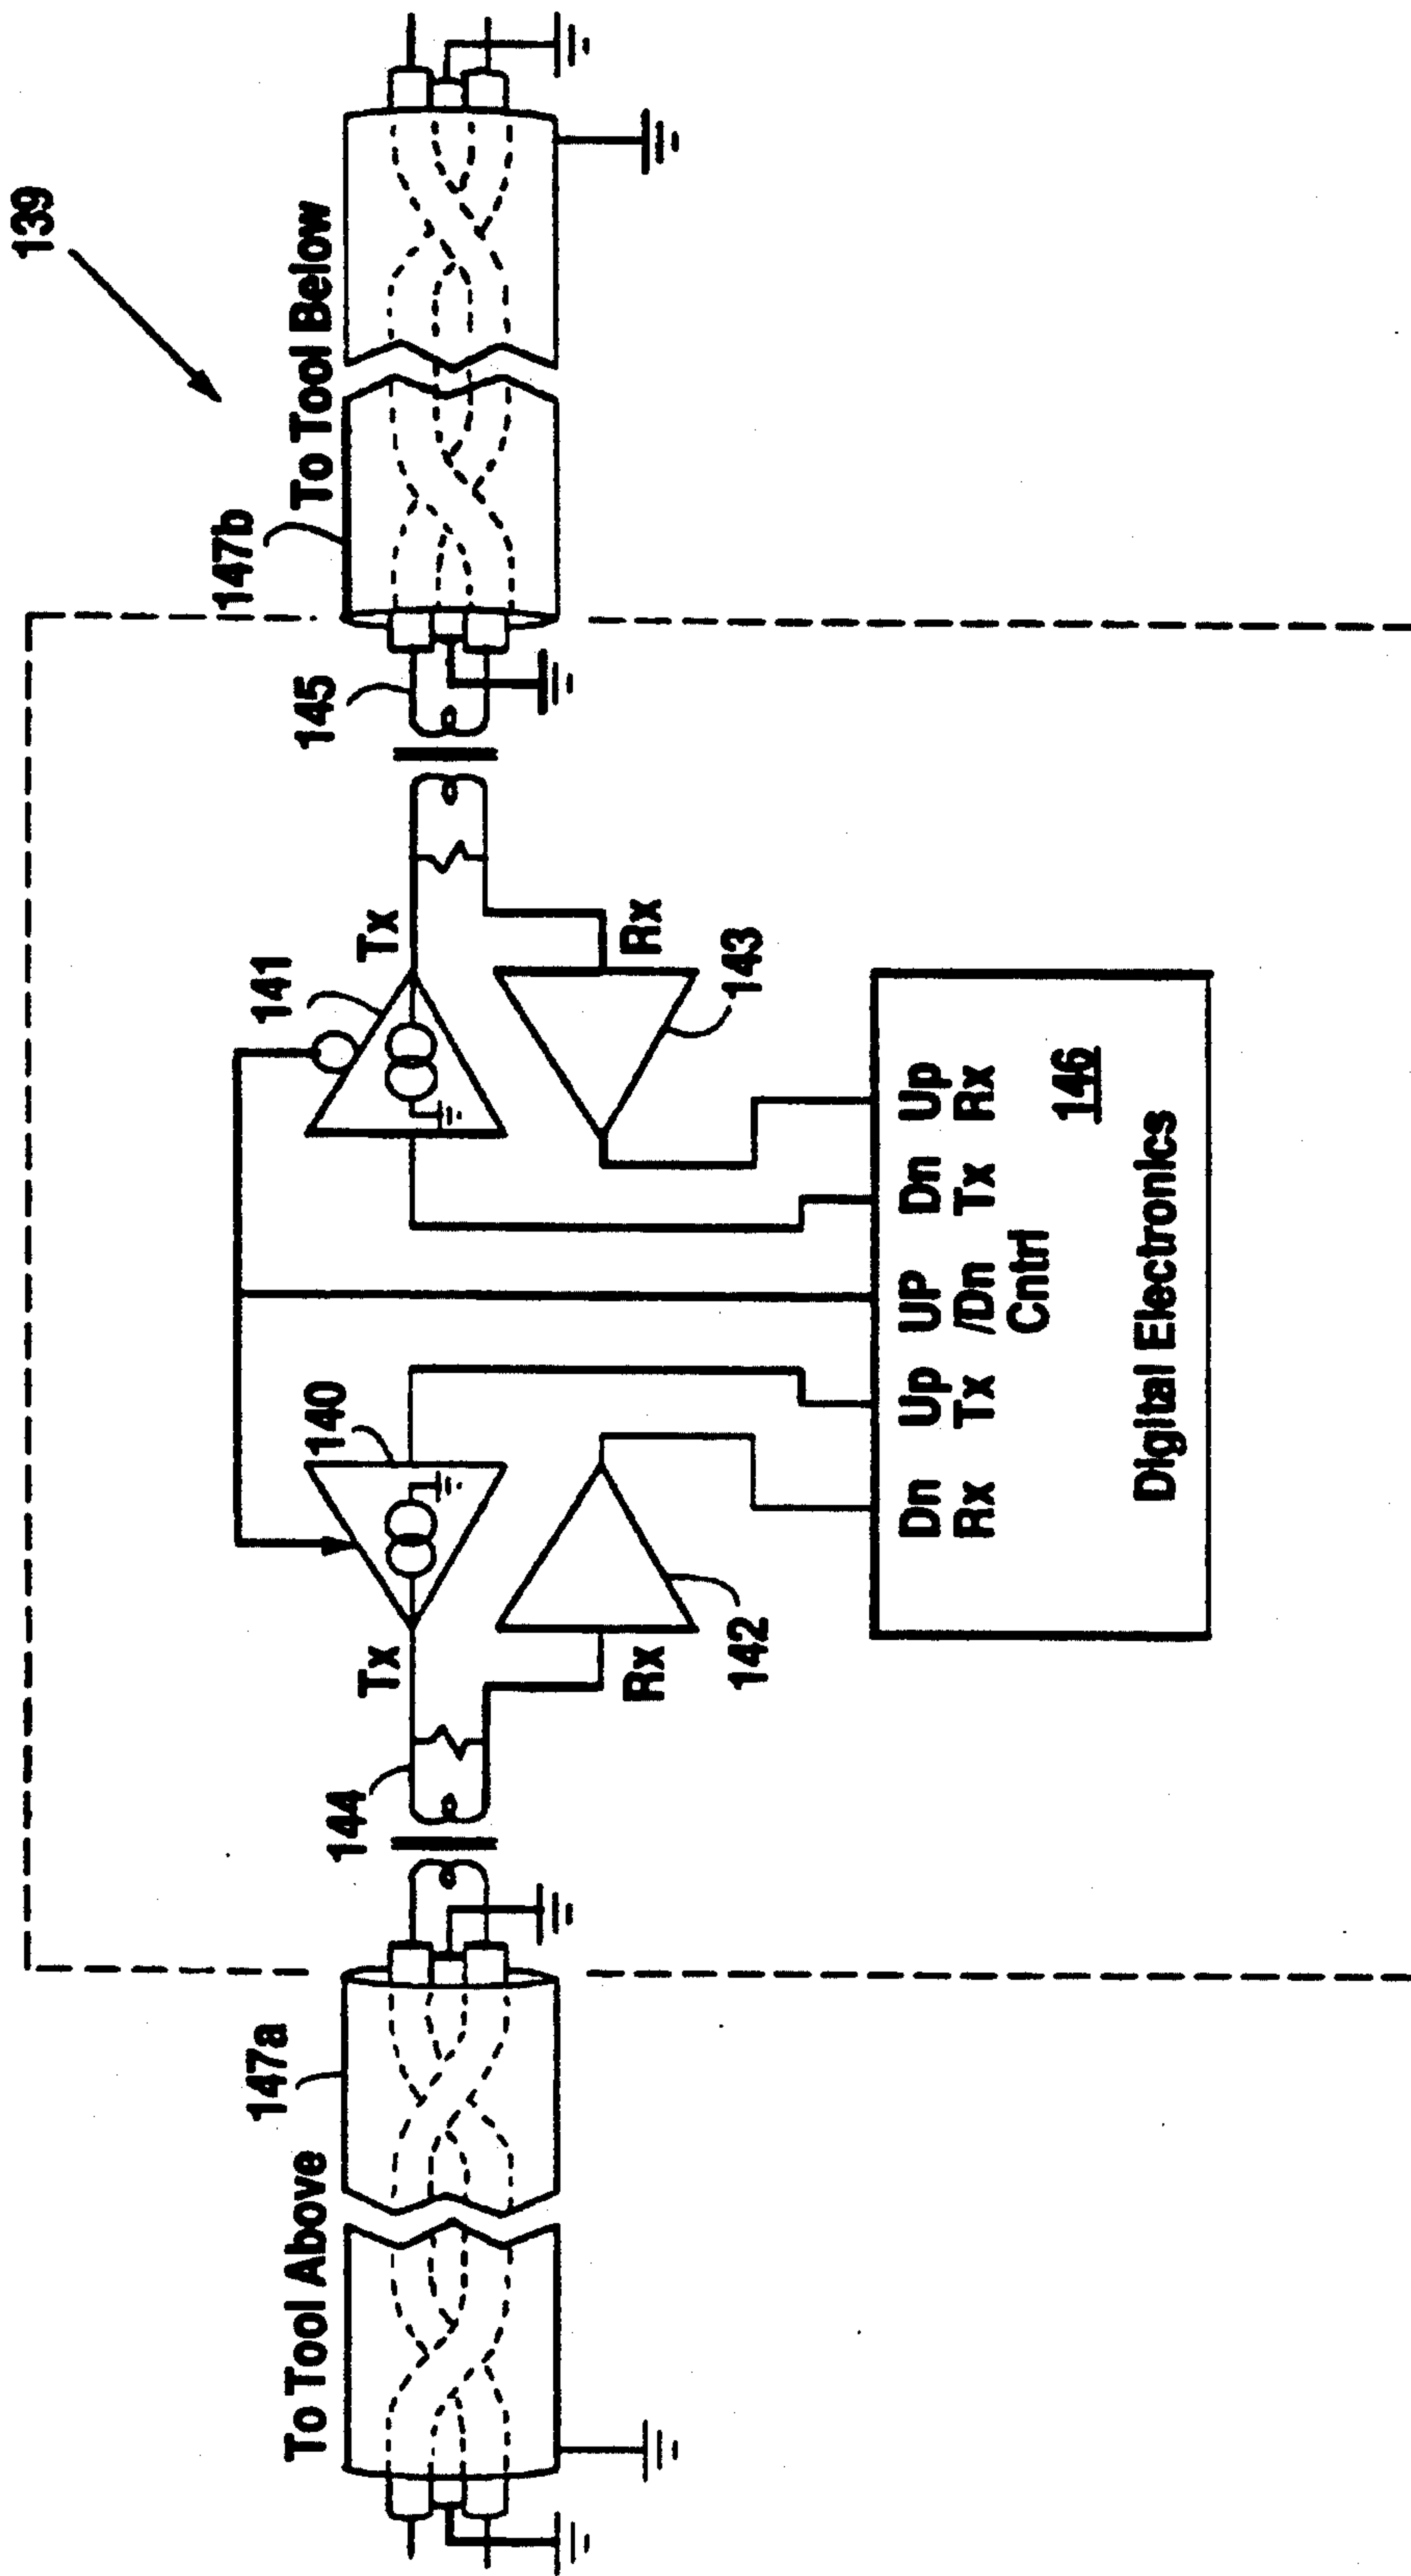 139
To Tool Above
To Tool Below
147a
147b
144
145
140
141
Tx
Tx
Rx
Rx
142
143
Dn Up UP Dn Up
Rx Tx /Dn Tx Rx
Cntrl
146
Digital Electronics